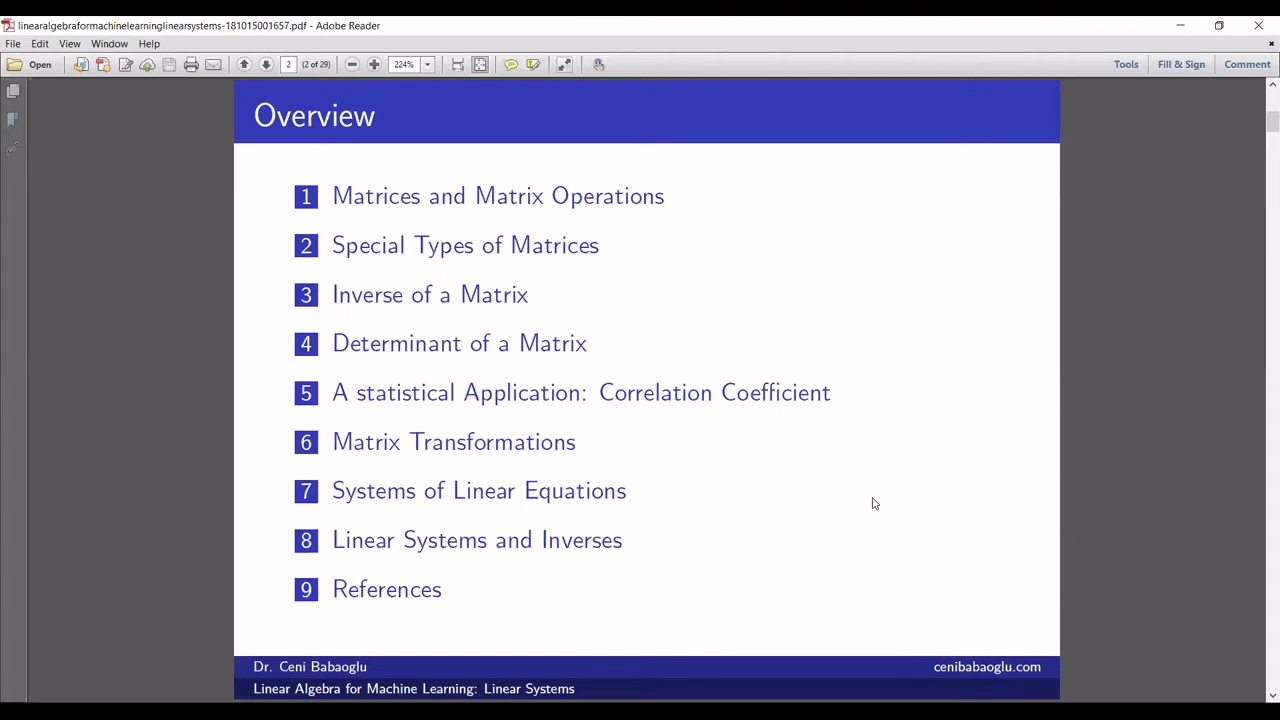 linearalgebraformachinelearninglinearsystems-181015001657.pdf - Adobe Reader
File Edit View Window Help
Open 2 (2 of 29) 224% Tools Fill & Sign Comment
Overview
1 Matrices and Matrix Operations
2 Special Types of Matrices
3 Inverse of a Matrix
4 Determinant of a Matrix
5 A statistical Application: Correlation Coefficient
6 Matrix Transformations
7 Systems of Linear Equations
8 Linear Systems and Inverses
9 References
Dr. Ceni Babaoglu cenibabaoglu.com
Linear Algebra for Machine Learning: Linear Systems